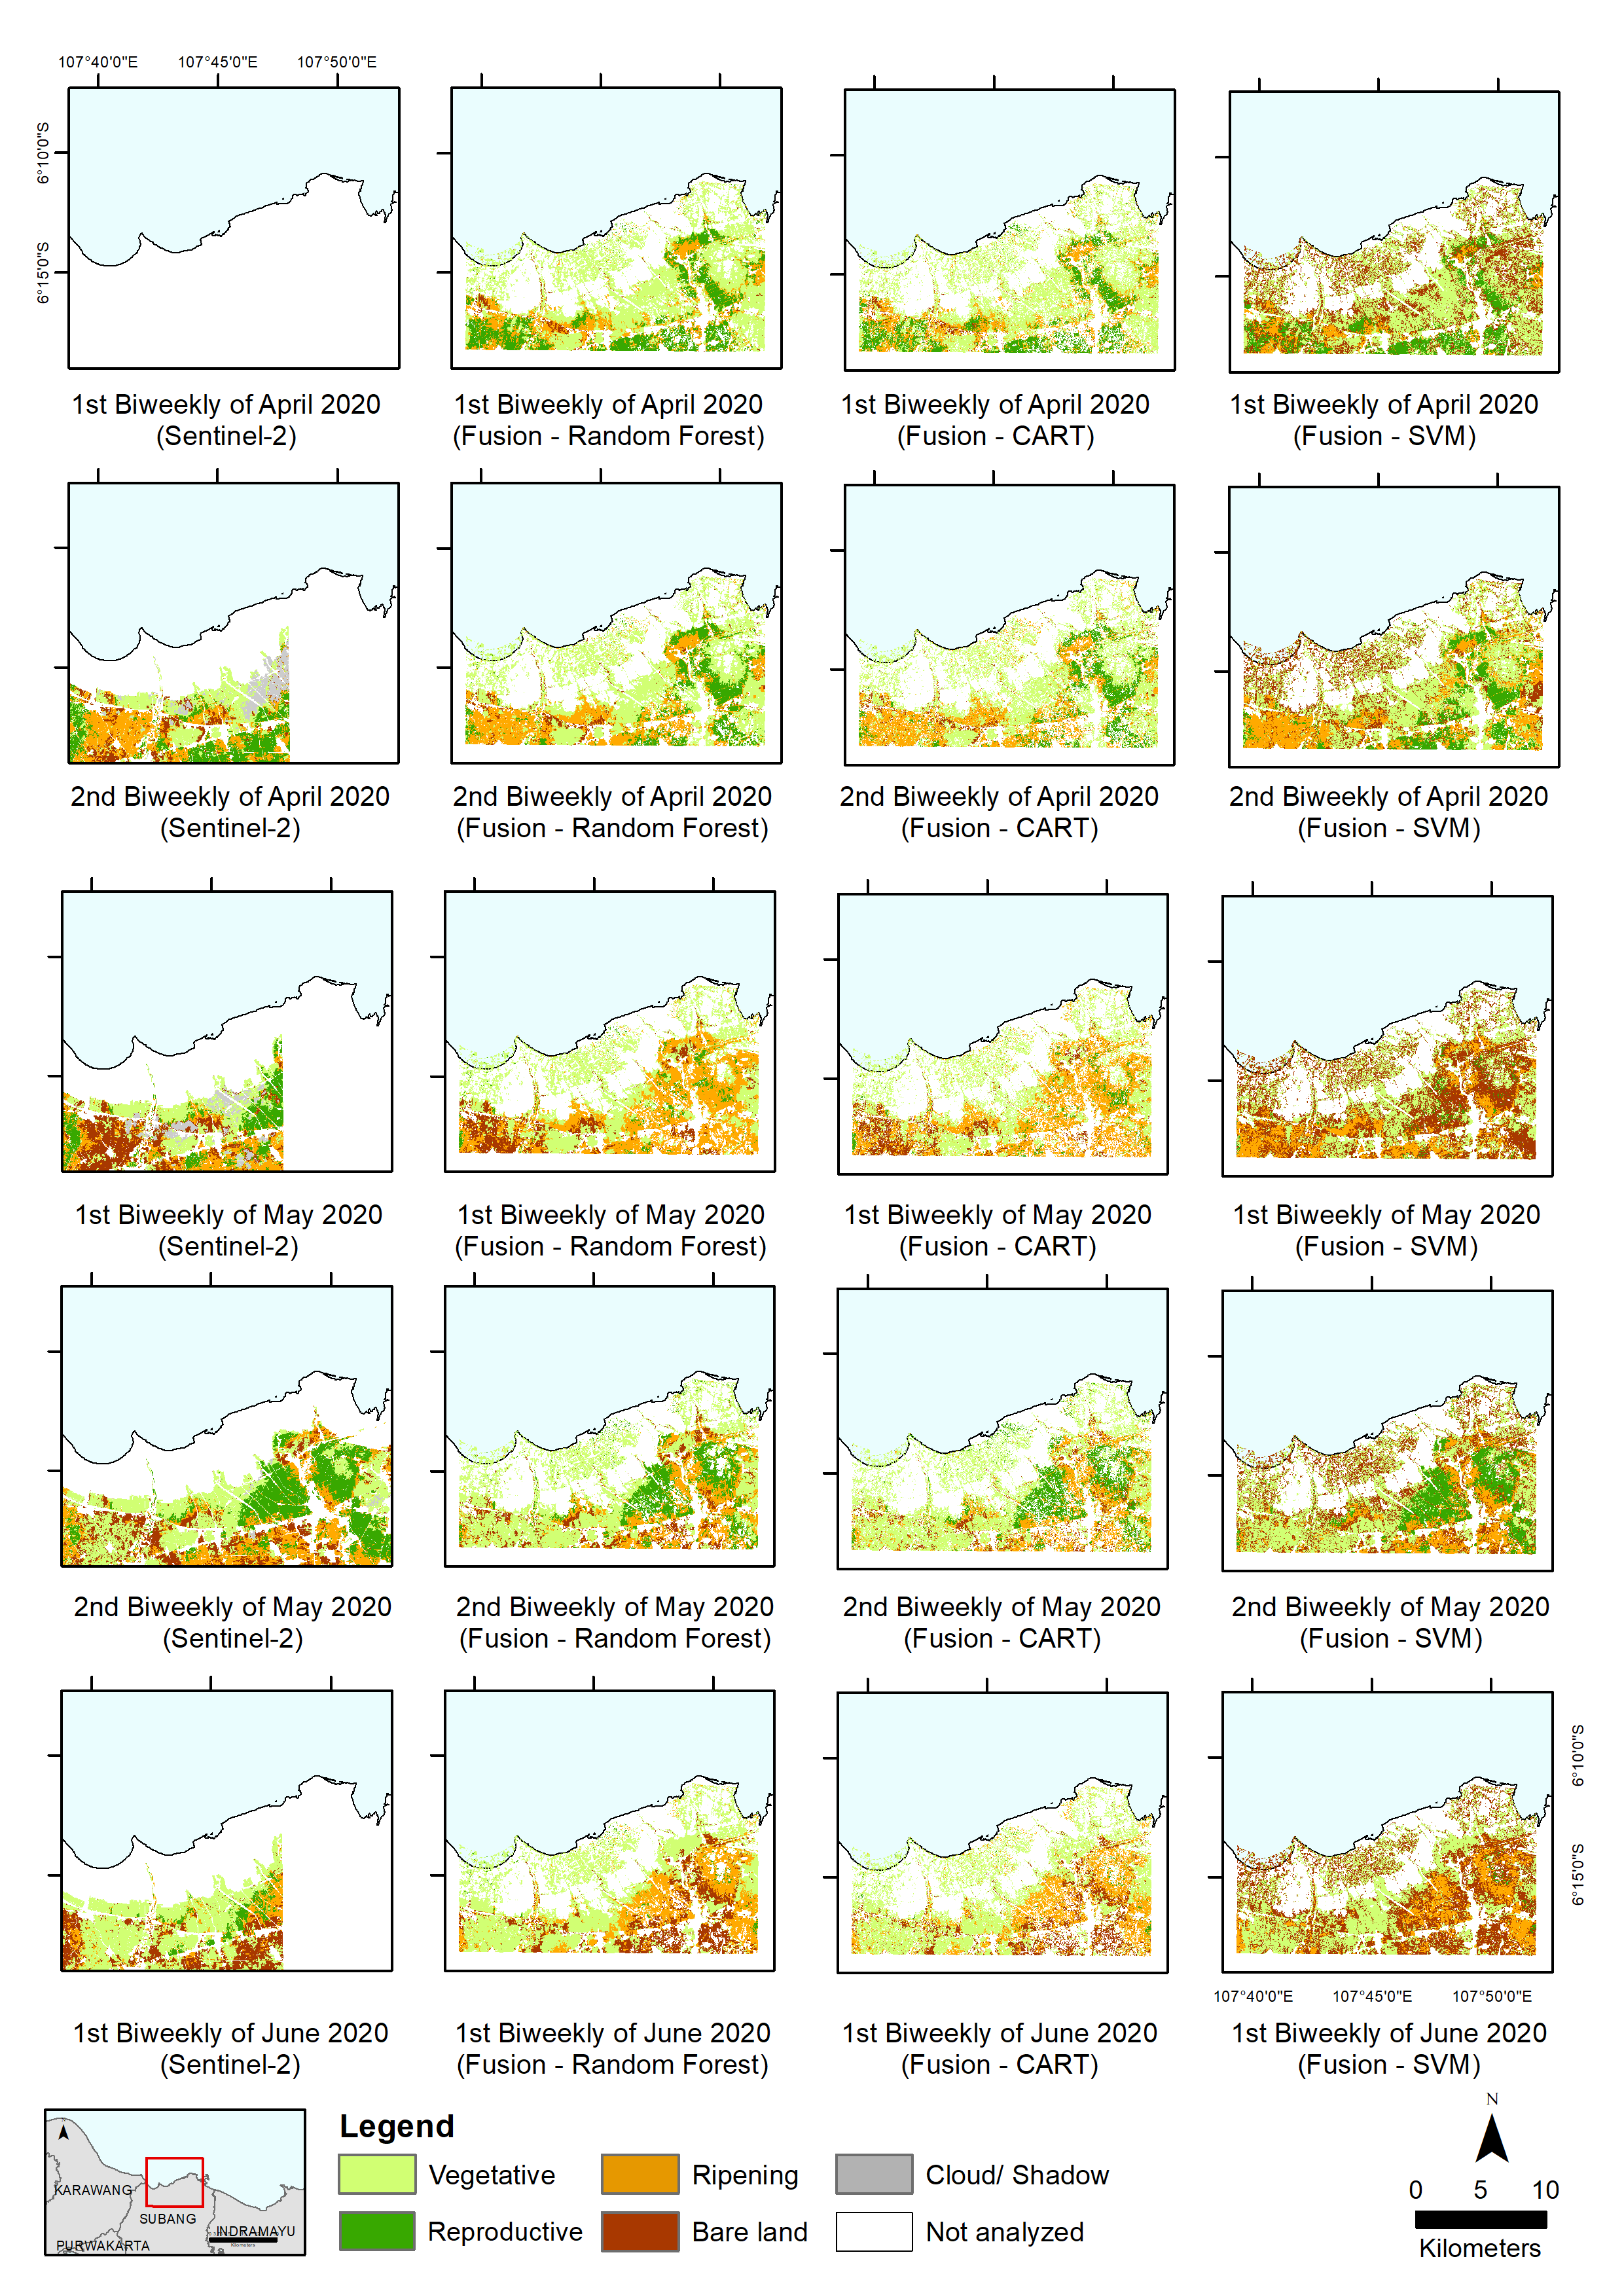 107°40'0"E 107°45'0"E 107°50'0"E
6°10'0"S
6°15'0"S
1st Biweekly of April 2020
(Sentinel-2)
1st Biweekly of April 2020
(Fusion - Random Forest)
1st Biweekly of April 2020
(Fusion - CART)
1st Biweekly of April 2020
(Fusion - SVM)
2nd Biweekly of April 2020
(Sentinel-2)
2nd Biweekly of April 2020
(Fusion - Random Forest)
2nd Biweekly of April 2020
(Fusion - CART)
2nd Biweekly of April 2020
(Fusion - SVM)
1st Biweekly of May 2020
(Sentinel-2)
1st Biweekly of May 2020
(Fusion - Random Forest)
1st Biweekly of May 2020
(Fusion - CART)
1st Biweekly of May 2020
(Fusion - SVM)
2nd Biweekly of May 2020
(Sentinel-2)
2nd Biweekly of May 2020
(Fusion - Random Forest)
2nd Biweekly of May 2020
(Fusion - CART)
2nd Biweekly of May 2020
(Fusion - SVM)
6°10'0"S
6°15'0"S
107°40'0"E 107°45'0"E 107°50'0"E
1st Biweekly of June 2020
(Sentinel-2)
1st Biweekly of June 2020
(Fusion - Random Forest)
1st Biweekly of June 2020
(Fusion - CART)
1st Biweekly of June 2020
(Fusion - SVM)
KARAWANG
SUBANG
INDRAMAYU
PURWAKARTA
Kilometers
Legend
Vegetative
Ripening
Cloud/ Shadow
Reproductive
Bare land
Not analyzed
N
0 5 10
Kilometers